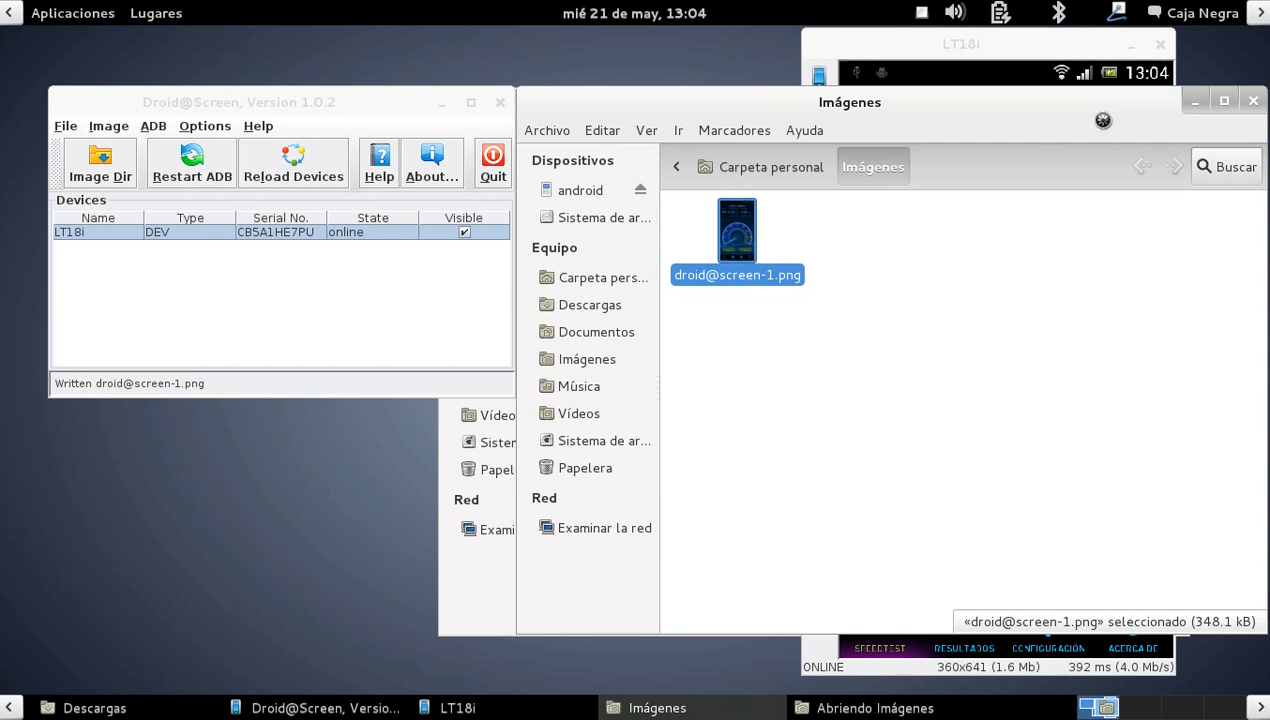 Aplicaciones Lugares mié 21 de may, 13:04 Caja Negra
LT18i
13:04
Droid@Screen, Version 1.0.2
File Image ADB Options Help
Image Dir Restart ADB Reload Devices Help About... Quit
Devices
Name Type Serial No. State Visible
LT18i DEV CB5A1HE7PU online
Written droid@screen-1.png
Vídeo
Sister
Papel
Red
Exami
Imágenes
Archivo Editar Ver Ir Marcadores Ayuda
Carpeta personal Imágenes Buscar
Dispositivos
android
Sistema de ar...
Equipo
Carpeta pers...
Descargas
Documentos
Imágenes
Música
Vídeos
Sistema de ar...
Papelera
Red
Examinar la red
droid@screen-1.png
«droid@screen-1.png» seleccionado (348.1 kB)
SPEEDTEST RESULTADOS CONFIGURACIÓN ACERCA DE
ONLINE 360x641 (1.6 Mb) 392 ms (4.0 Mb/s)
Descargas Droid@Screen, Versio... LT18i Imágenes Abriendo Imágenes